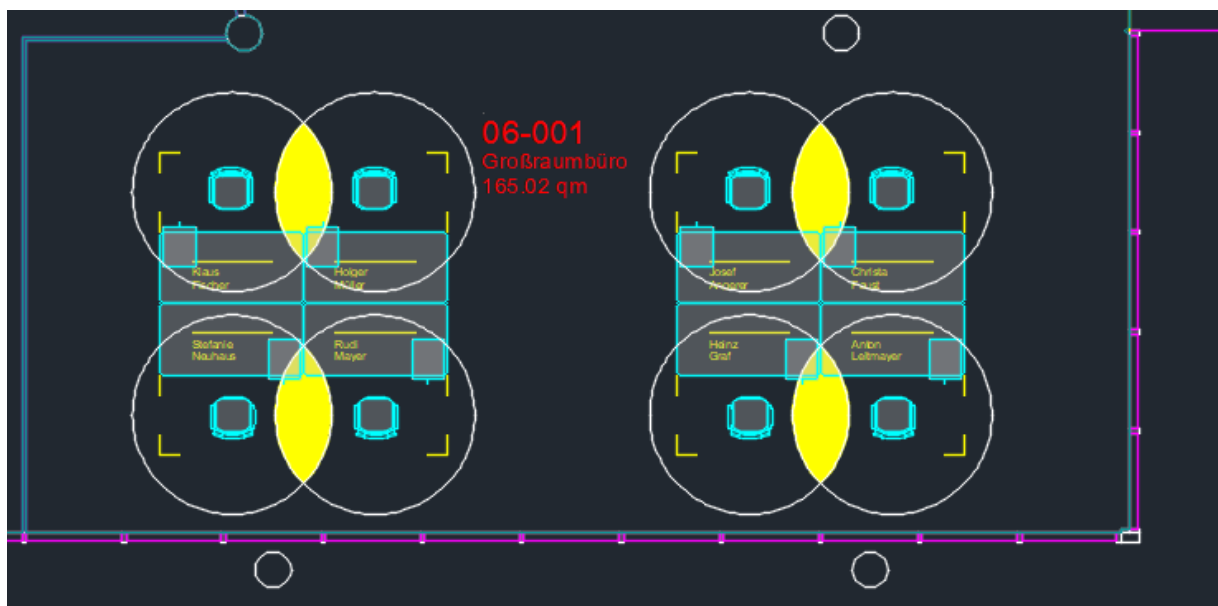 06-001
Großraumbüro
165.02 qm
Klaus
Fischer
Holger
Müller
Josef
Angerer
Christa
Faust
Stefanie
Neuhaus
Rudi
Mayer
Heinz
Graf
Anton
Leitmayer